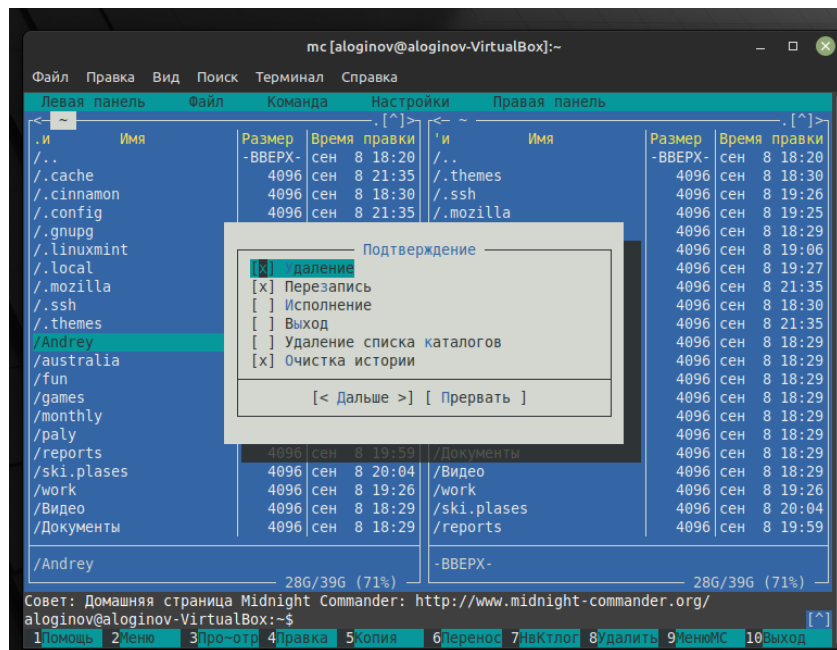 mc [aloginov@aloginov-VirtualBox]:~
Файл Правка Вид Поиск Терминал Справка
Левая панель Файл Команда Настройки Правая панель
<- ~ .[^]> <- ~ .[^]>
.и Имя Размер Время правки 'и Имя Размер Время правки
/.. -ВВЕРХ- сен 8 18:20 /.. -ВВЕРХ- сен 8 18:20
/.cache 4096 сен 8 21:35 /.themes 4096 сен 8 18:30
/.cinnamon 4096 сен 8 18:30 /.ssh 4096 сен 8 19:26
/.config 4096 сен 8 21:35 /.mozilla 4096 сен 8 19:25
/.gnupg 4096 сен 8 18:29
/.linuxmint Подтверждение 4096 сен 8 19:06
/.local [x] Удаление 4096 сен 8 19:27
/.mozilla [x] Перезапись 4096 сен 8 21:35
/.ssh [ ] Исполнение 4096 сен 8 18:30
/.themes [ ] Выход 4096 сен 8 21:35
/Andrey [ ] Удаление списка каталогов 4096 сен 8 18:29
/australia [x] Очистка истории 4096 сен 8 18:29
/fun 4096 сен 8 18:29
/games [< Дальше >] [ Прервать ] 4096 сен 8 18:29
/monthly 4096 сен 8 18:29
/paly 4096 сен 8 18:29
/reports 4096 сен 8 19:59 /Документы 4096 сен 8 18:29
/ski.plases 4096 сен 8 20:04 /Видео 4096 сен 8 18:29
/work 4096 сен 8 19:26 /work 4096 сен 8 19:26
/Видео 4096 сен 8 18:29 /ski.plases 4096 сен 8 20:04
/Документы 4096 сен 8 18:29 /reports 4096 сен 8 19:59
/Andrey -ВВЕРХ-
28G/39G (71%) 28G/39G (71%)
Совет: Домашняя страница Midnight Commander: http://www.midnight-commander.org/
aloginov@aloginov-VirtualBox:~$ [^]
1Помощь 2Меню 3Про~отр 4Правка 5Копия 6Перенос 7НвКтлог 8Удалить 9МенюМС 10Выход